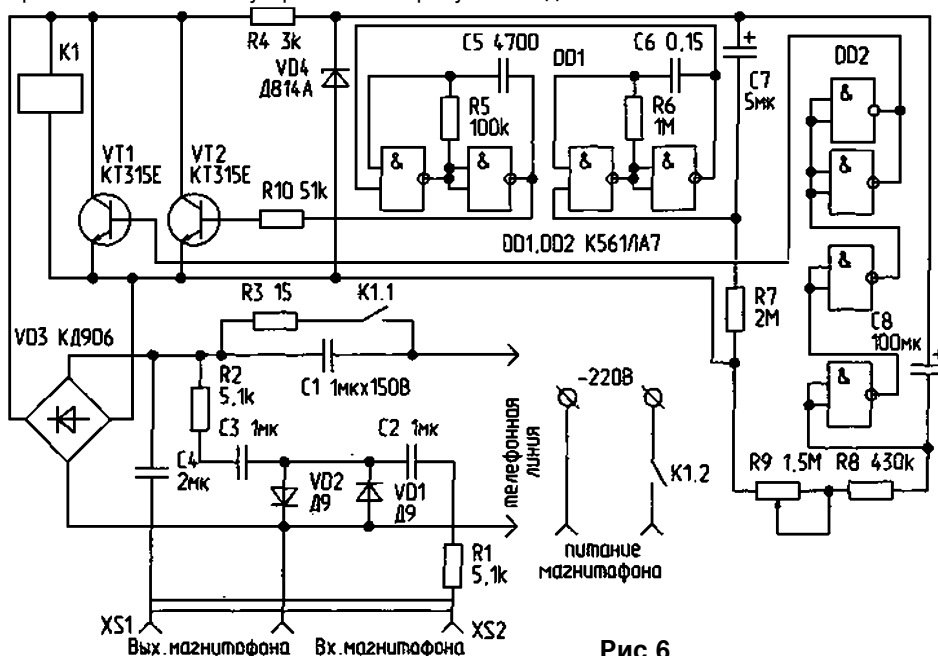 K1
R4 3k
VD4
Д814А
C5 4700
DD1
C6 0,15
C7
5мк
DD2
R5
100k
R6
1M
&
&
&
&
&
&
&
&
VT1
КТ315Е
VT2
КТ315Е
R10 51k
DD1,DD2 К561ЛА7
R3 15
K1.1
R7
2M
C8
100мк
VD3 КД906
R2
5,1k
C1 1мкх150В
C3 1мк
C2 1мк
C4
2мк
VD2
Д9
VD1
Д9
телефонная
линия
~220В
K1.2
R9 1,5M R8 430k
R1
5,1k
питание
магнитофона
XS1
XS2
Вых.магнитофона
Вх.магнитофона
Рис 6